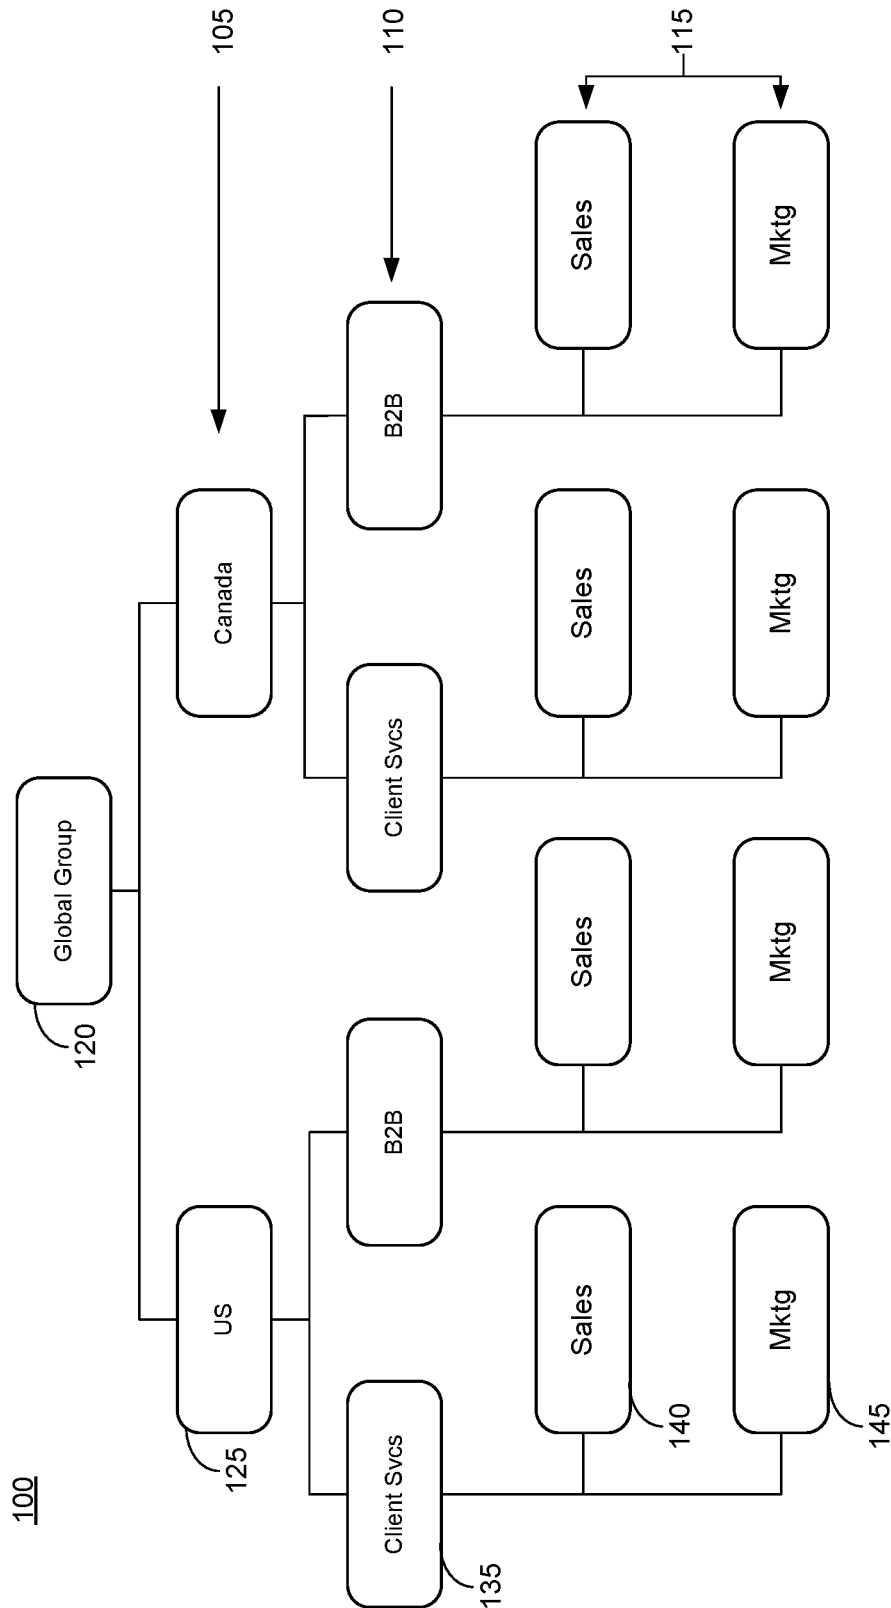 100
Global Group
120
US
125
Canada
105
Client Svcs
135
B2B
Client Svcs
B2B
110
Sales
140
Sales
Sales
Sales
115
Mktg
145
Mktg
Mktg
Mktg